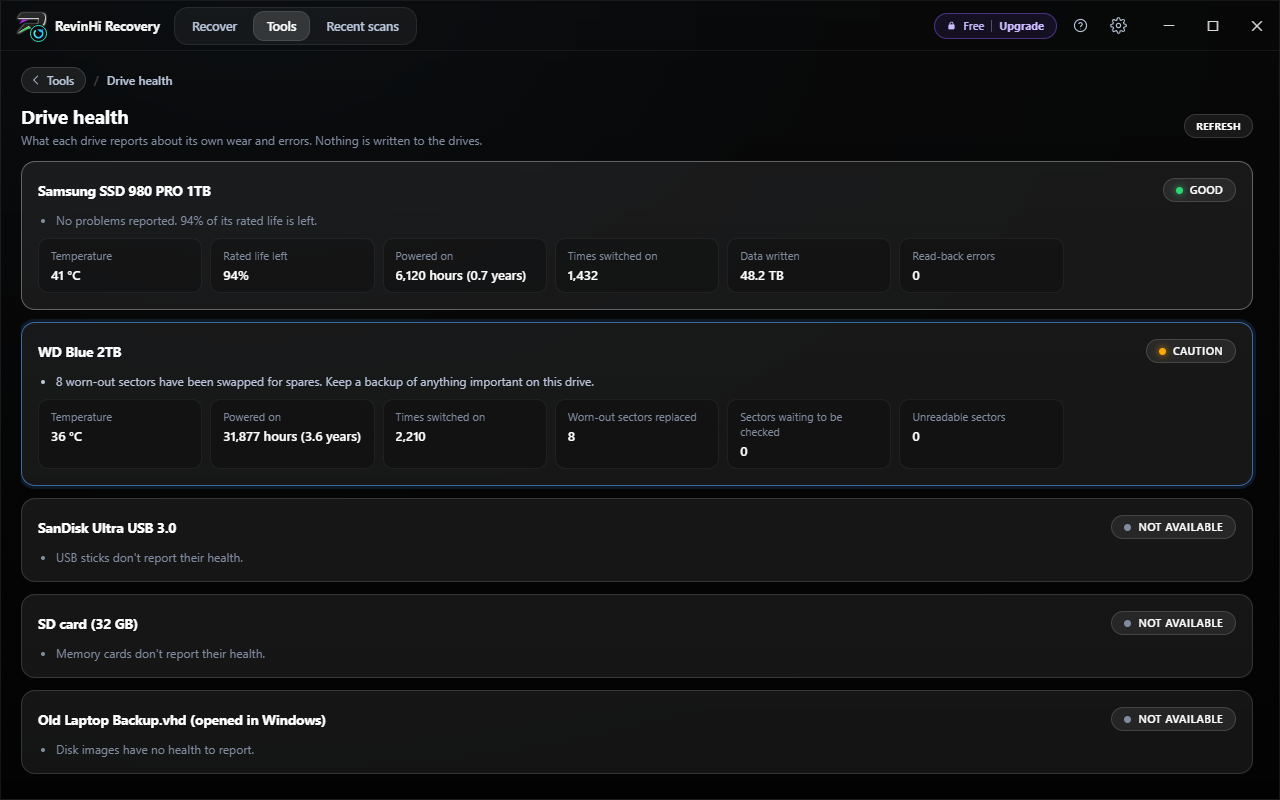 RevinHi Recovery
Recover
Tools
Recent scans
Free | Upgrade
Tools / Drive health
Drive health
What each drive reports about its own wear and errors. Nothing is written to the drives.
REFRESH
Samsung SSD 980 PRO 1TB
GOOD
• No problems reported. 94% of its rated life is left.
Temperature
41 °C
Rated life left
94%
Powered on
6,120 hours (0.7 years)
Times switched on
1,432
Data written
48.2 TB
Read-back errors
0
WD Blue 2TB
CAUTION
• 8 worn-out sectors have been swapped for spares. Keep a backup of anything important on this drive.
Temperature
36 °C
Powered on
31,877 hours (3.6 years)
Times switched on
2,210
Worn-out sectors replaced
8
Sectors waiting to be
checked
0
Unreadable sectors
0
SanDisk Ultra USB 3.0
NOT AVAILABLE
• USB sticks don't report their health.
SD card (32 GB)
NOT AVAILABLE
• Memory cards don't report their health.
Old Laptop Backup.vhd (opened in Windows)
NOT AVAILABLE
• Disk images have no health to report.